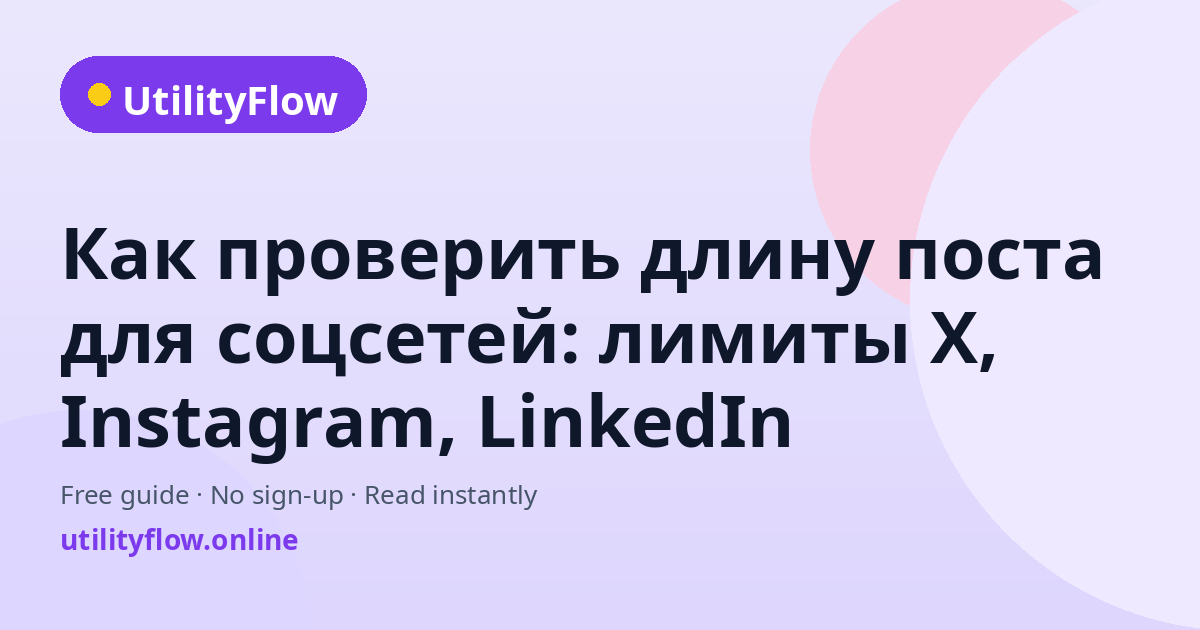 UtilityFlow
Как проверить длину поста
для соцсетей: лимиты X,
Instagram, LinkedIn
Free guide · No sign-up · Read instantly
utilityflow.online